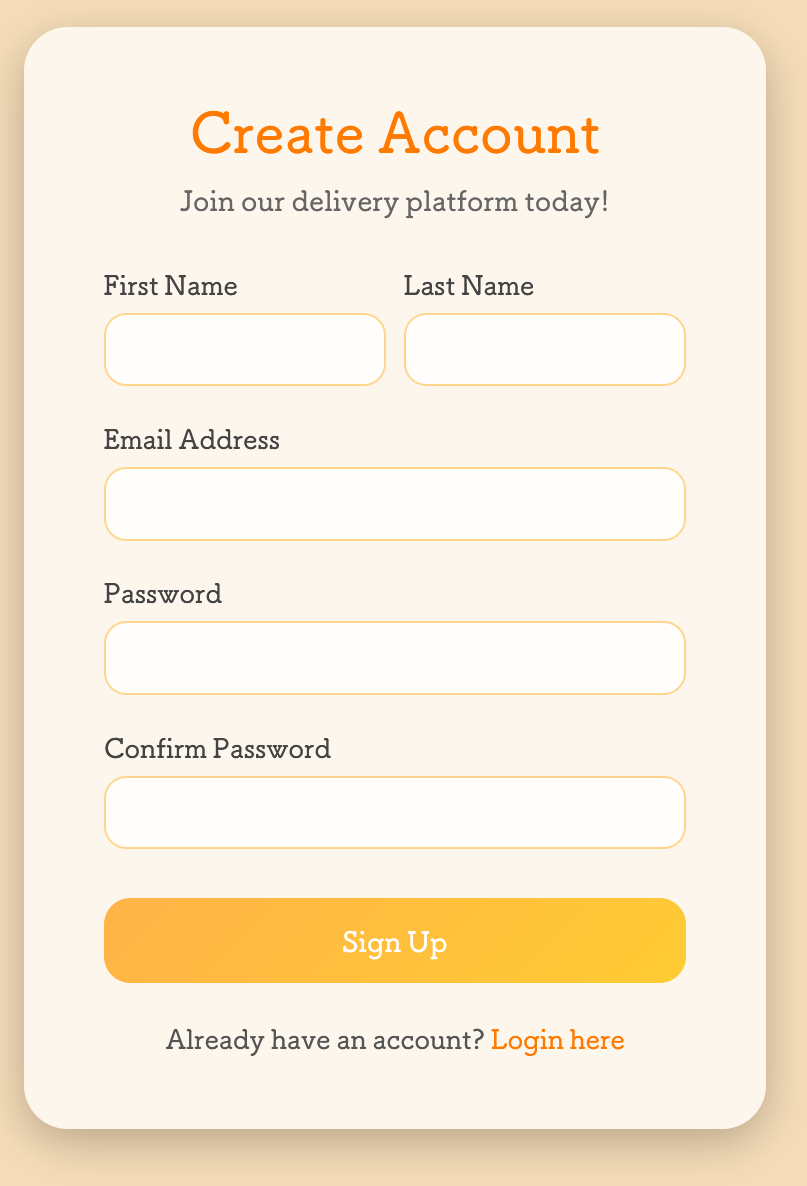 Create Account
Join our delivery platform today!
First Name Last Name
Email Address
Password
Confirm Password
Sign Up
Already have an account? Login here